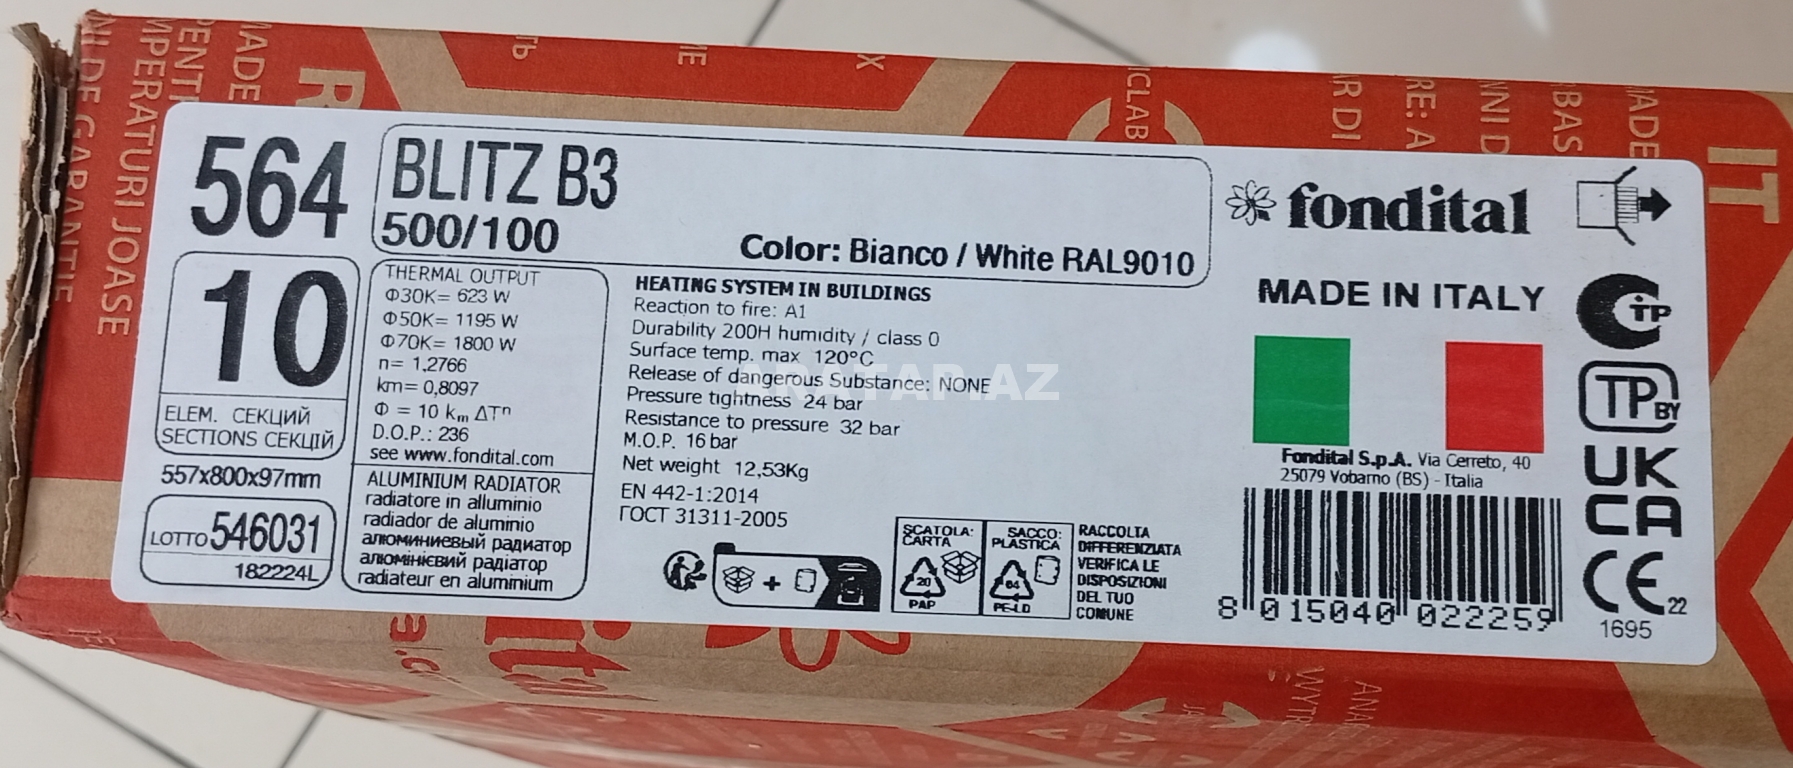 564
BLITZ B3
500/100
Color: Bianco / White RAL9010
10
ELEM. СЕКЦИЙ
SECTIONS СЕКЦІЙ
557x800x97mm
LOTTO 546031
182224L
THERMAL OUTPUT
Φ30K= 623 W
Φ50K= 1195 W
Φ70K= 1800 W
n= 1,2766
km= 0,8097
Φ = 10 km ΔTⁿ
D.O.P.: 236
see www.fondital.com
ALUMINIUM RADIATOR
radiatore in alluminio
radiador de aluminio
алюминиевый радиатор
алюмінієвий радіатор
radiateur en aluminium
HEATING SYSTEM IN BUILDINGS
Reaction to fire: A1
Durability 200H humidity / class 0
Surface temp. max 120°C
Release of dangerous Substance: NONE
Pressure tightness 24 bar
Resistance to pressure 32 bar
M.O.P. 16 bar
Net weight 12,53Kg
EN 442-1:2014
ГОСТ 31311-2005
SCATOLA:
CARTA
20
PAP
SACCO:
PLASTICA
64
PE-LD
RACCOLTA
DIFFERENZIATA
VERIFICA LE
DISPOSIZIONI
DEL TUO
COMUNE
fondital
MADE IN ITALY
Fondital S.p.A. Via Cerreto, 40
25079 Vobarno (BS) - Italia
8 015040 022259
TP
TP BY
UK
CA
CE 22
1695
ARATAP.AZ
MPERATURI JOASE
IT